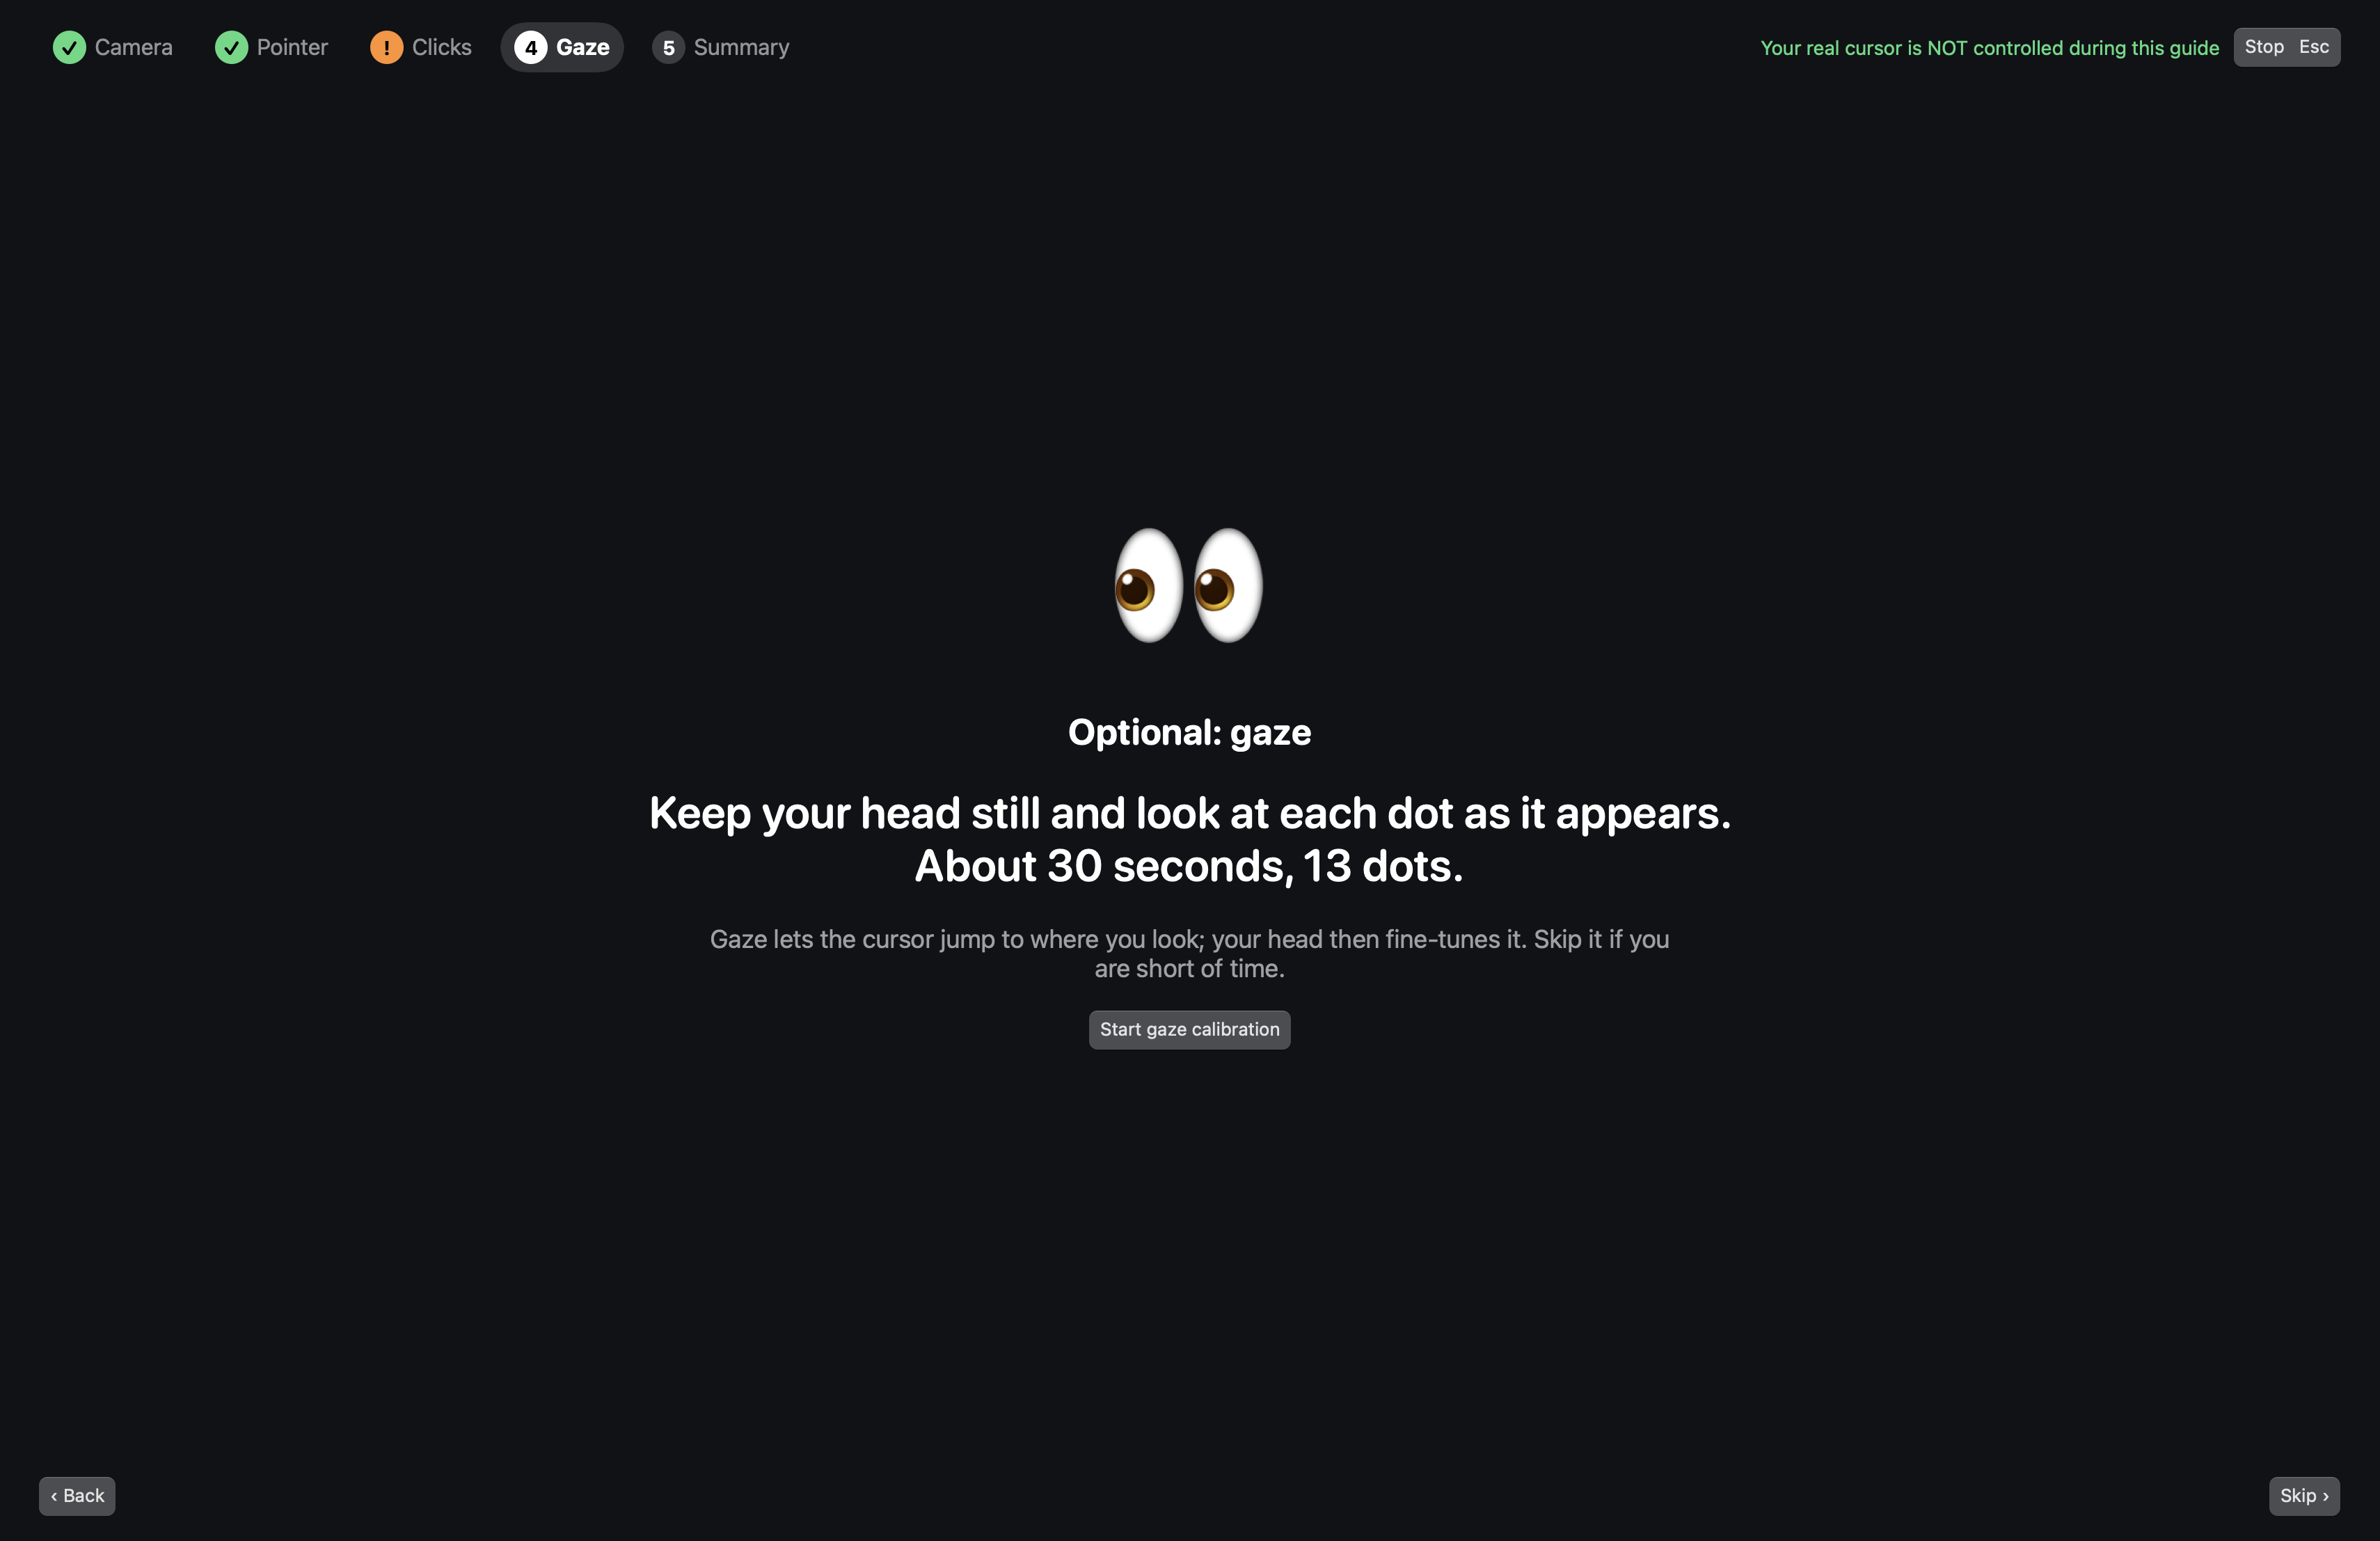 Camera
Pointer
! Clicks
4 Gaze
5 Summary
Your real cursor is NOT controlled during this guide
Stop Esc
Optional: gaze
Keep your head still and look at each dot as it appears.
About 30 seconds, 13 dots.
Gaze lets the cursor jump to where you look; your head then fine-tunes it. Skip it if you
are short of time.
Start gaze calibration
‹ Back
Skip ›